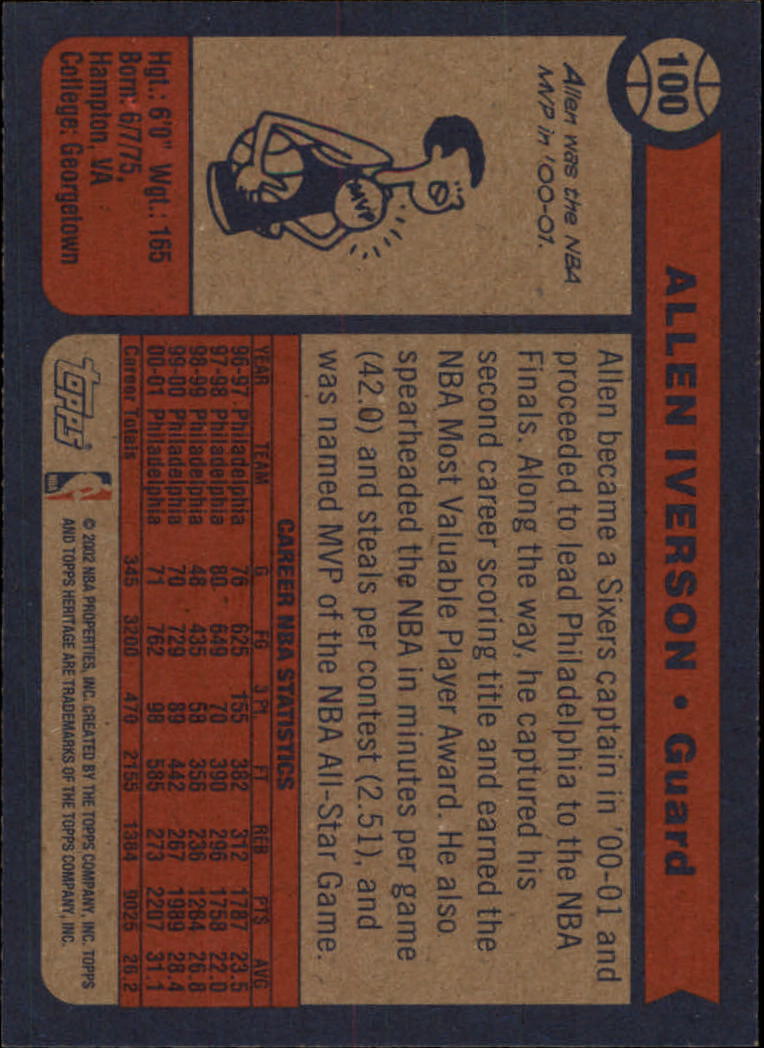 100
ALLEN IVERSON • Guard
Allen was the NBA
MVP in '00-01.
MVP
Hgt.: 6'0" Wgt.: 165
Born: 6/7/75,
Hampton, VA
College: Georgetown
Allen became a Sixers captain in '00-01 and
proceeded to lead Philadelphia to the NBA
Finals. Along the way, he captured his
second career scoring title and earned the
NBA Most Valuable Player Award. He also
spearheaded the NBA in minutes per game
(42.0) and steals per contest (2.51), and
was named MVP of the NBA All-Star Game.
CAREER NBA STATISTICS
YEAR TEAM G FG 3 Pt. FT REB PTS AVG
96-97 Philadelphia 76 625 155 382 312 1787 23.5
97-98 Philadelphia 80 649 70 390 296 1758 22.0
98-99 Philadelphia 48 435 58 356 236 1284 26.8
99-00 Philadelphia 70 729 89 442 267 1989 28.4
00-01 Philadelphia 71 762 98 585 273 2207 31.1
Career Totals 345 3200 470 2155 1384 9025 26.2
topps
NBA
© 2002 NBA PROPERTIES, INC. CREATED BY THE TOPPS COMPANY, INC. TOPPS
AND TOPPS HERITAGE ARE TRADEMARKS OF THE TOPPS COMPANY, INC.